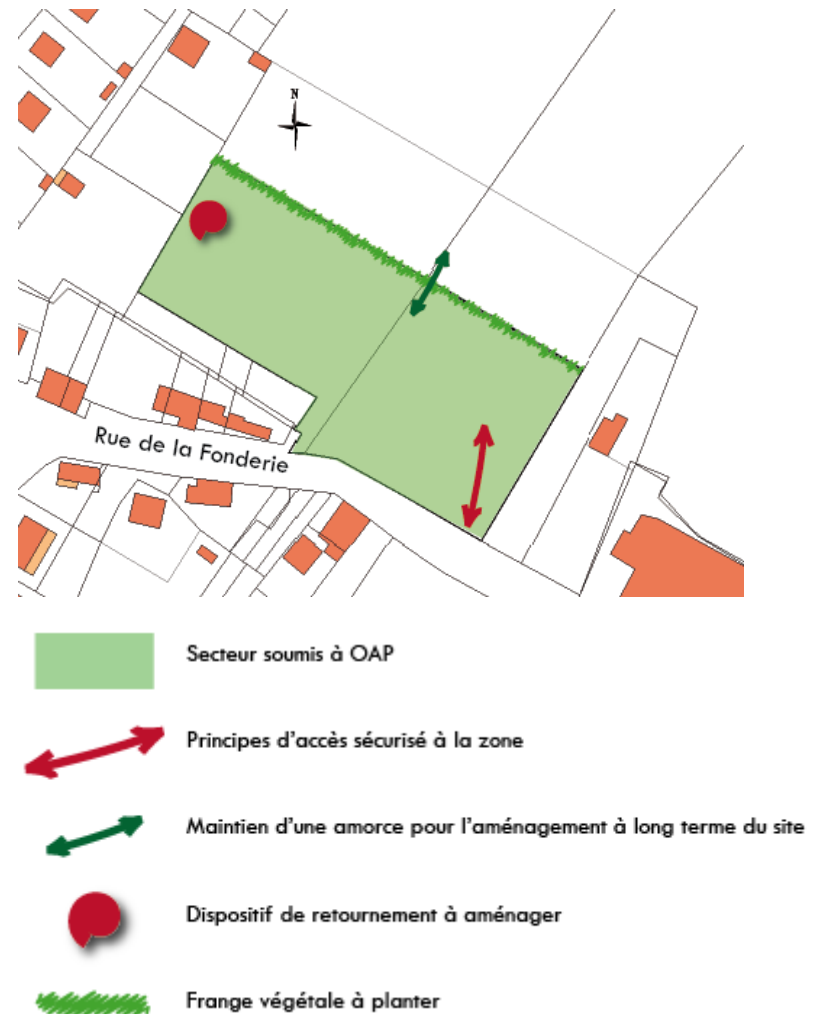 N
Rue de la Fonderie
Secteur soumis à OAP
Principes d'accès sécurisé à la zone
Maintien d'une amorce pour l'aménagement à long terme du site
Dispositif de retournement à aménager
Frange végétale à planter